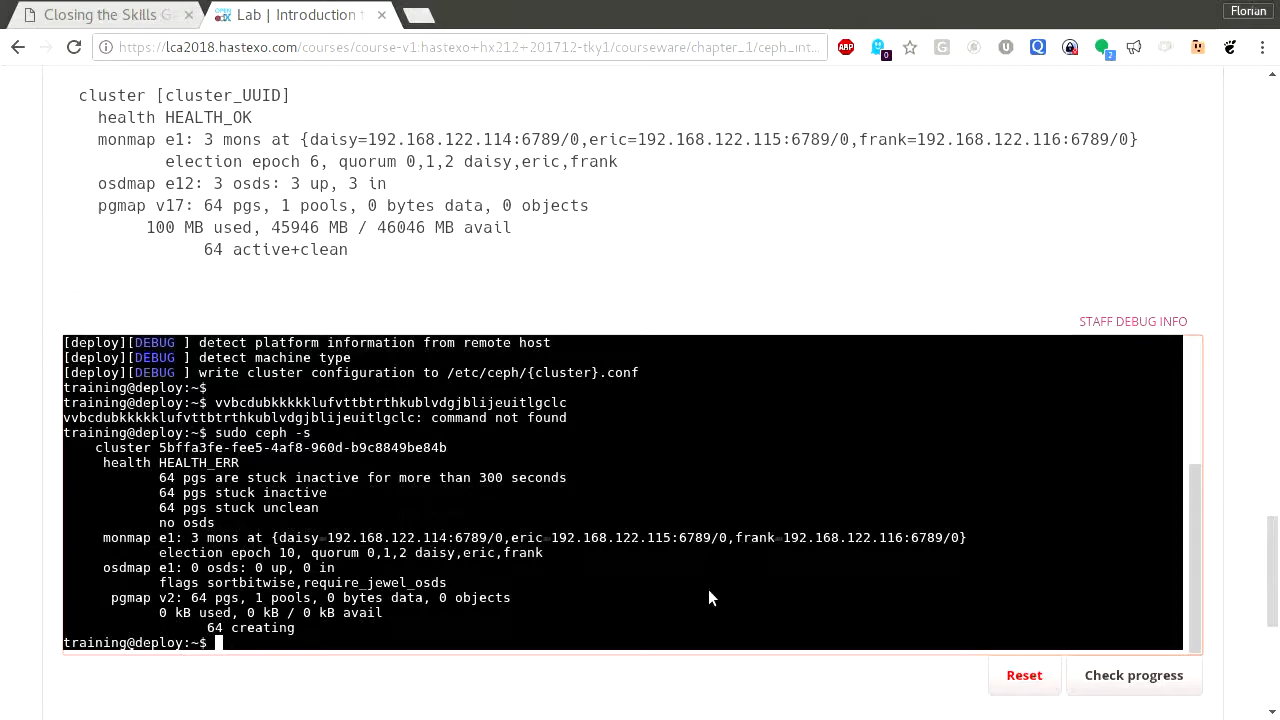 Florian
Closing the Skills G
Lab | Introduction t
https://lca2018.hastexo.com/courses/course-v1:hastexo+hx212+201712-tky1/courseware/chapter_1/ceph_int...
ABP
0
G
U
Q
2
cluster [cluster_UUID]
health HEALTH_OK
monmap e1: 3 mons at {daisy=192.168.122.114:6789/0,eric=192.168.122.115:6789/0,frank=192.168.122.116:6789/0}
election epoch 6, quorum 0,1,2 daisy,eric,frank
osdmap e12: 3 osds: 3 up, 3 in
pgmap v17: 64 pgs, 1 pools, 0 bytes data, 0 objects
100 MB used, 45946 MB / 46046 MB avail
64 active+clean
STAFF DEBUG INFO
[deploy][DEBUG ] detect platform information from remote host
[deploy][DEBUG ] detect machine type
[deploy][DEBUG ] write cluster configuration to /etc/ceph/{cluster}.conf
training@deploy:~$
training@deploy:~$ vvbcdubkkkkklufvttbtrthkublvdgjblijeuitlgclc
vvbcdubkkkkklufvttbtrthkublvdgjblijeuitlgclc: command not found
training@deploy:~$ sudo ceph -s
cluster 5bffa3fe-fee5-4af8-960d-b9c8849be84b
health HEALTH_ERR
64 pgs are stuck inactive for more than 300 seconds
64 pgs stuck inactive
64 pgs stuck unclean
no osds
monmap e1: 3 mons at {daisy=192.168.122.114:6789/0,eric=192.168.122.115:6789/0,frank=192.168.122.116:6789/0}
election epoch 10, quorum 0,1,2 daisy,eric,frank
osdmap e1: 0 osds: 0 up, 0 in
flags sortbitwise,require_jewel_osds
pgmap v2: 64 pgs, 1 pools, 0 bytes data, 0 objects
0 kB used, 0 kB / 0 kB avail
64 creating
training@deploy:~$
Reset
Check progress